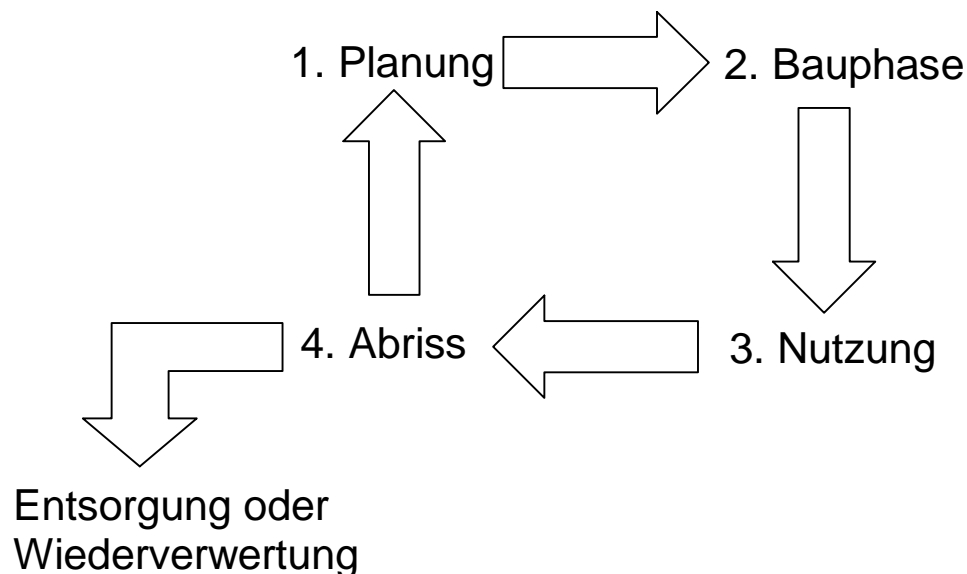 1. Planung
2. Bauphase
4. Abriss
3. Nutzung
Entsorgung oder
Wiederverwertung